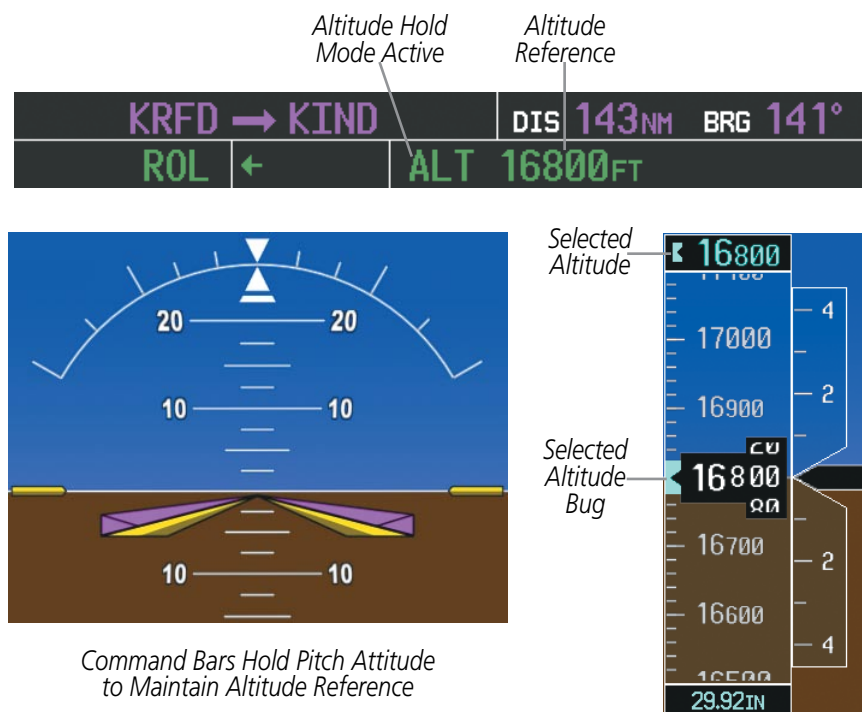 Altitude Hold
Mode Active
Altitude
Reference
KRFD → KIND DIS 143NM BRG 141°
ROL ← ALT 16800FT
20 20
10 10
10 10
Command Bars Hold Pitch Attitude
to Maintain Altitude Reference
Selected
Altitude
16800
17000
16900
16800
16700
16600
29.92IN
4
2
2
4
Selected
Altitude
Bug